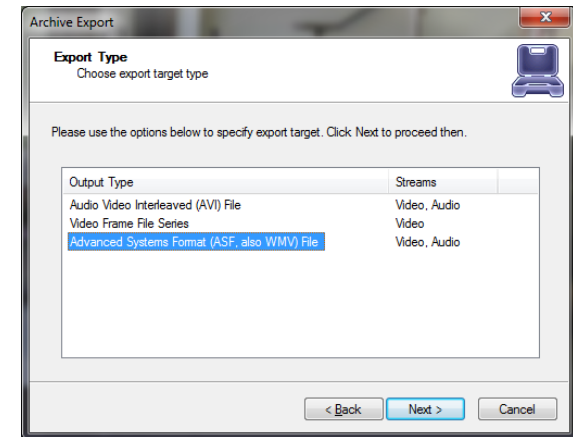 Archive Export
Export Type
Choose export target type
Please use the options below to specify export target. Click Next to proceed then.
Output Type Streams
Audio Video Interleaved (AVI) File Video, Audio
Video Frame File Series Video
Advanced Systems Format (ASF, also WMV) File Video, Audio
< Back Next > Cancel